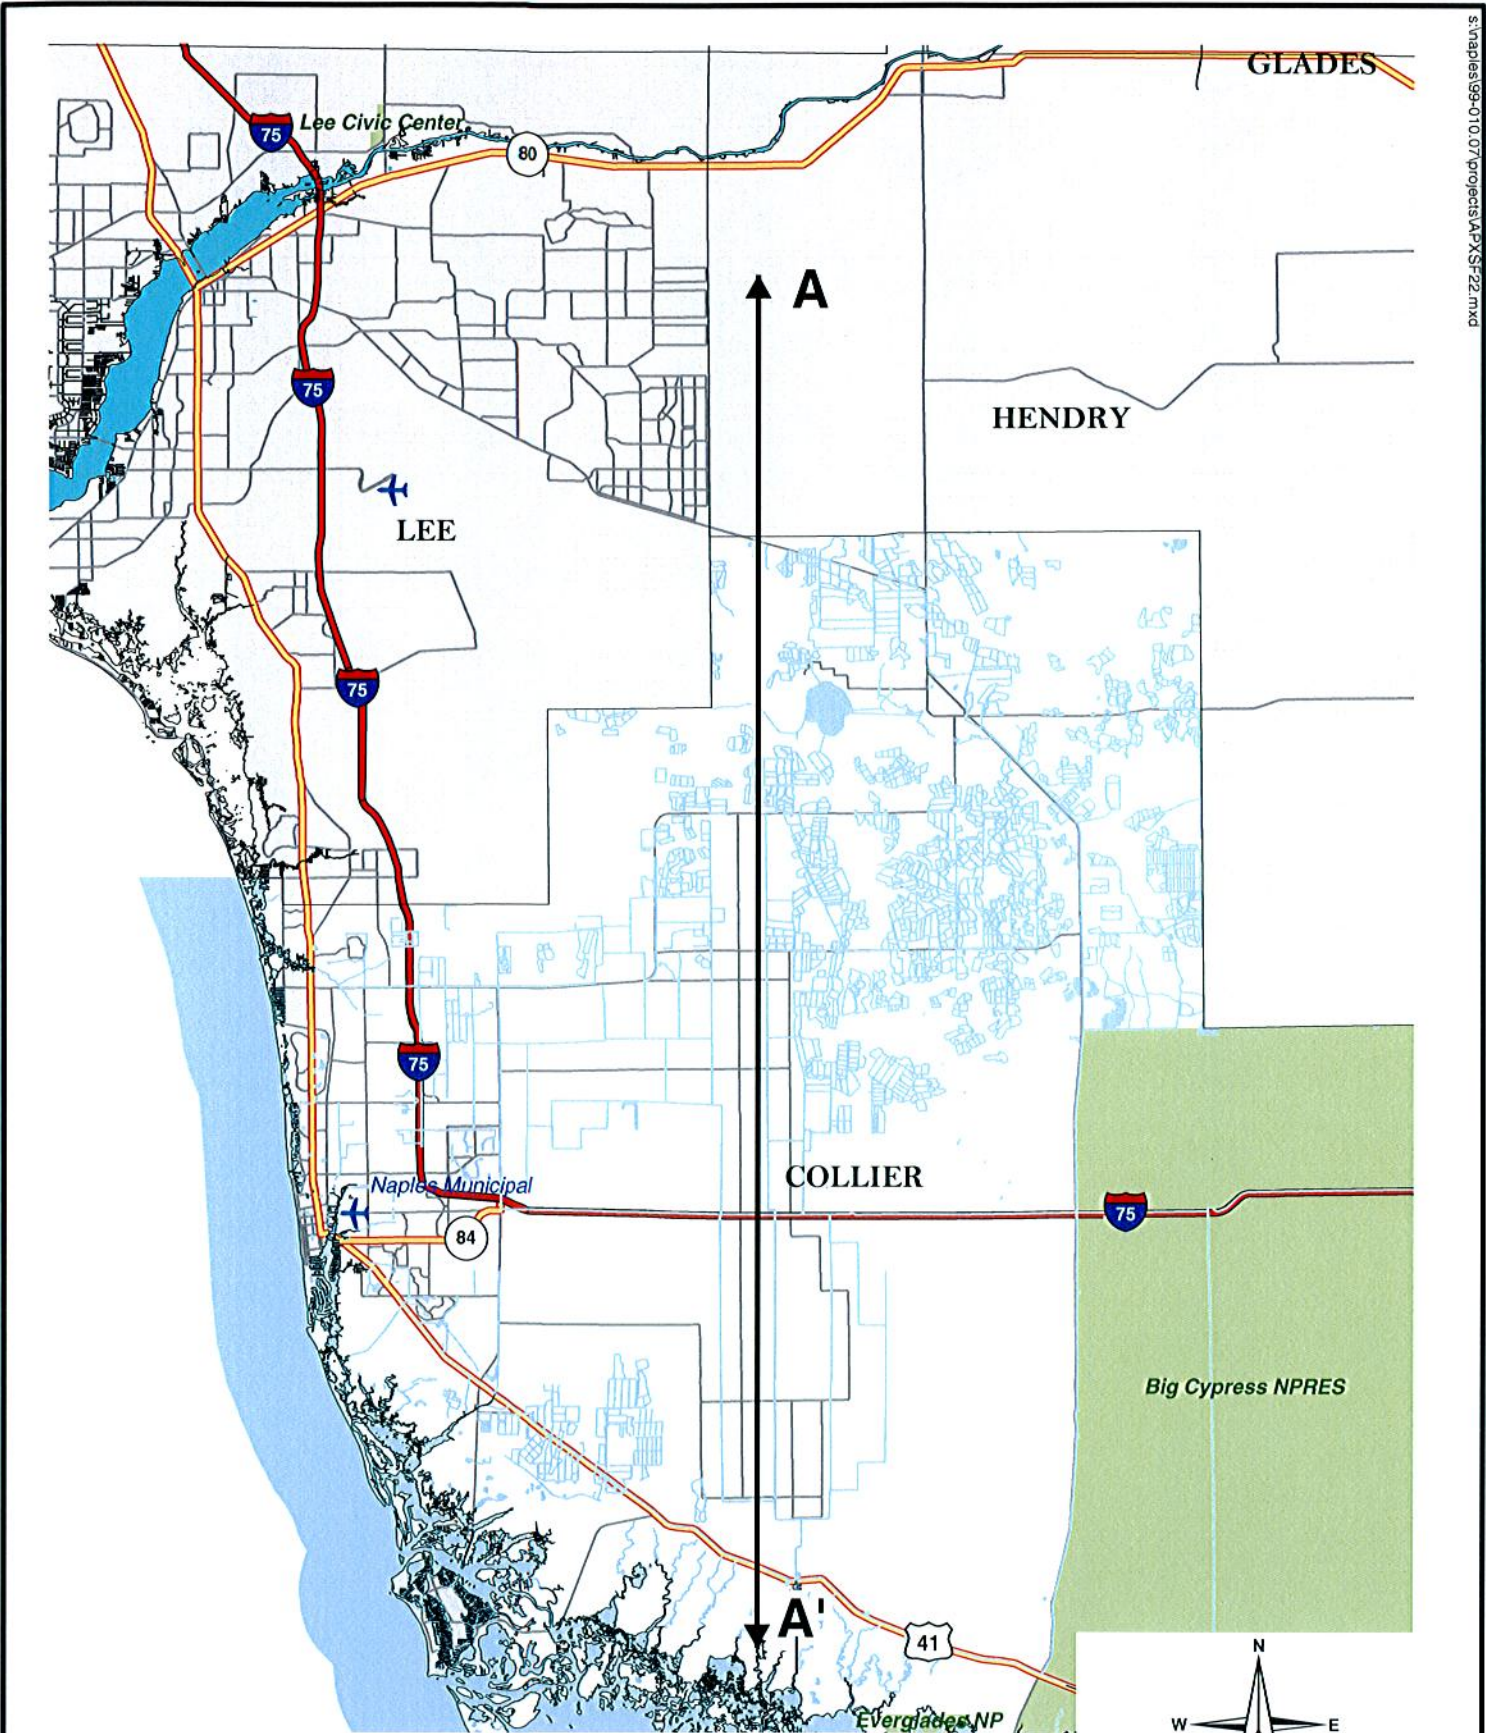 s:\naples\99-010.07\projects\APXSF22.mxd
GLADES
75
Lee Civic Center
80
A
75
HENDRY
LEE
75
75
COLLIER
Naples Municipal
75
84
Big Cypress NPRES
A'
41
N
Everglades NP
W
E